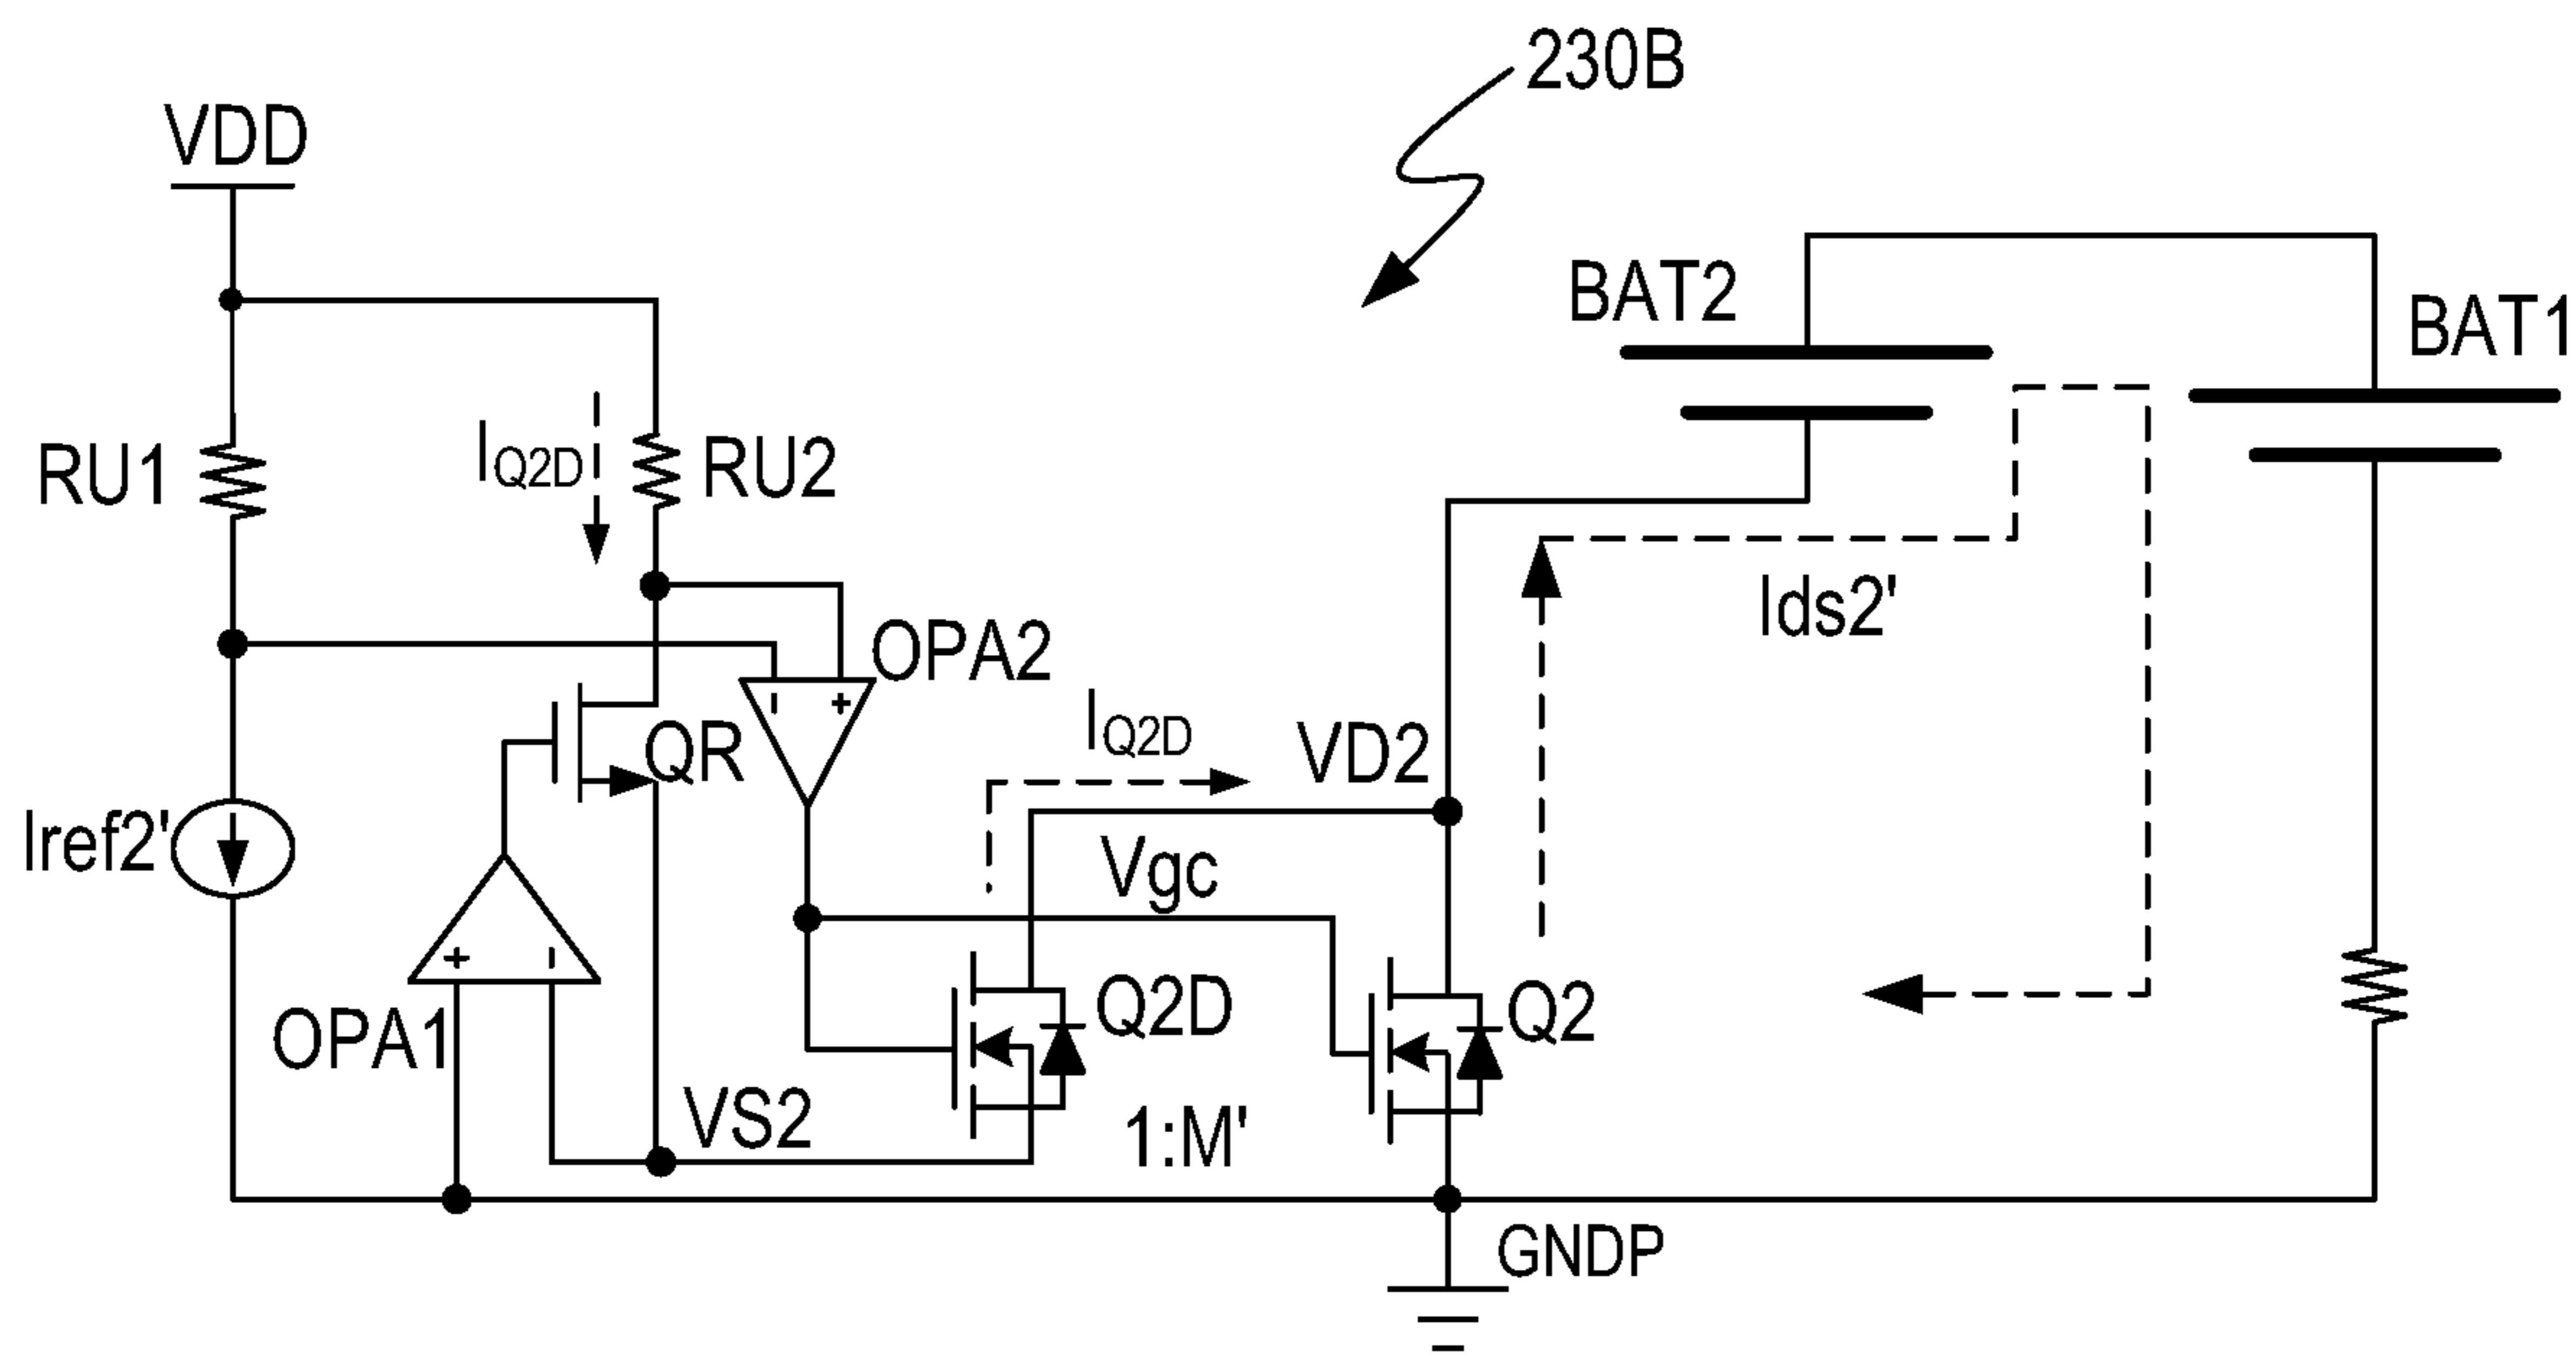 230B
VDD
BAT2
BAT1
RU1
IQ2D
RU2
OPA2
Ids2'
QR
- +
IQ2D
VD2
Iref2'
Vgc
+ -
OPA1
Q2D
Q2
VS2
1:M'
GNDP